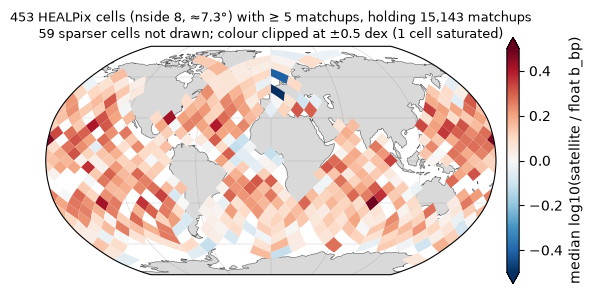 453 HEALPix cells (nside 8, ≈7.3°) with ≥ 5 matchups, holding 15,143 matchups
59 sparser cells not drawn; colour clipped at ±0.5 dex (1 cell saturated)
0.4
0.2
0.0
−0.2
−0.4
median log10(satellite / float b_bp)